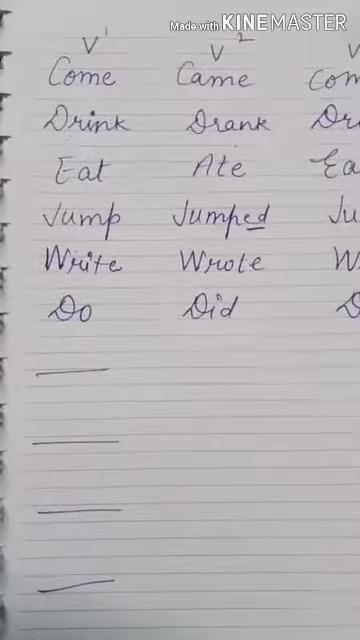 Made with KINEMASTER
V¹ V² V
Come Came
Drink Drank
Eat Ate
Jump Jumped
Write Wrote
Do Did